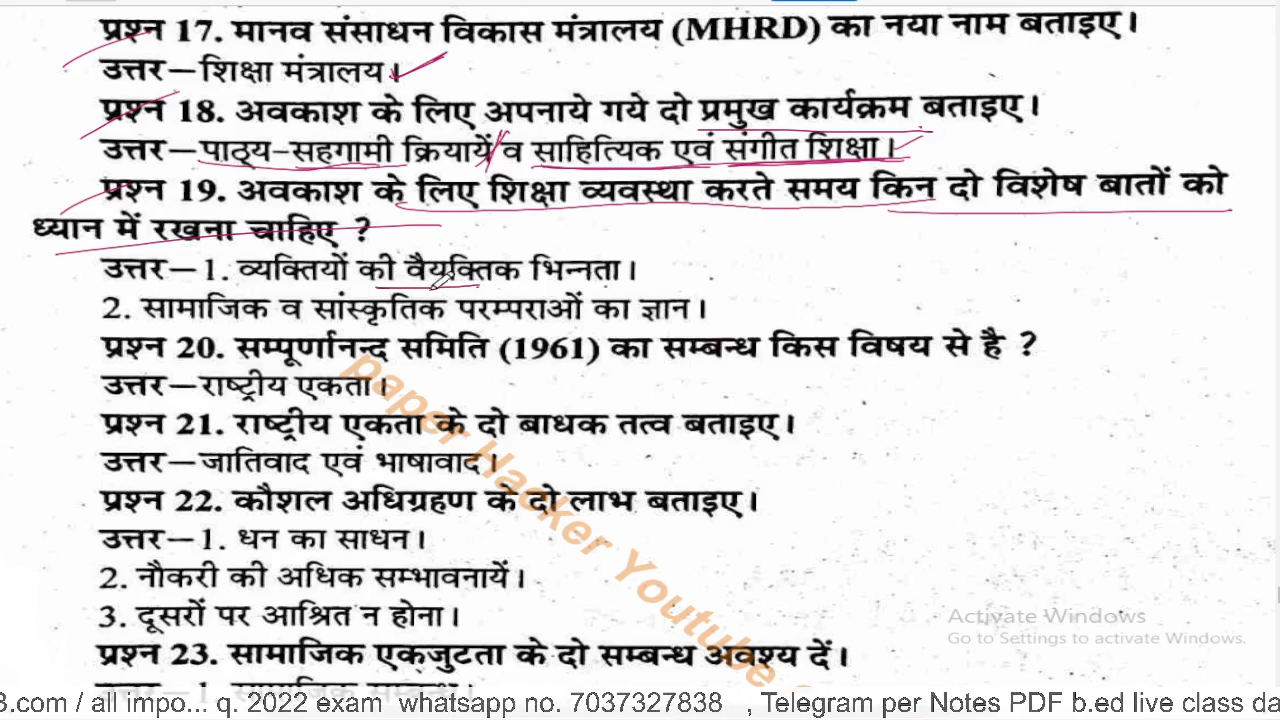 प्रश्न 17. मानव संसाधन विकास मंत्रालय (MHRD) का नया नाम बताइए।
उत्तर–शिक्षा मंत्रालय।
प्रश्न 18. अवकाश के लिए अपनाये गये दो प्रमुख कार्यक्रम बताइए।
उत्तर–पाठ्य-सहगामी क्रियायें व साहित्यिक एवं संगीत शिक्षा।
प्रश्न 19. अवकाश के लिए शिक्षा व्यवस्था करते समय किन दो विशेष बातों को
ध्यान में रखना चाहिए ?
उत्तर–1. व्यक्तियों की वैयक्तिक भिन्नता।
2. सामाजिक व सांस्कृतिक परम्पराओं का ज्ञान।
प्रश्न 20. सम्पूर्णानन्द समिति (1961) का सम्बन्ध किस विषय से है ?
उत्तर–राष्ट्रीय एकता।
प्रश्न 21. राष्ट्रीय एकता के दो बाधक तत्व बताइए।
उत्तर–जातिवाद एवं भाषावाद।
प्रश्न 22. कौशल अधिग्रहण के दो लाभ बताइए।
उत्तर–1. धन का साधन।
2. नौकरी की अधिक सम्भावनायें।
3. दूसरों पर आश्रित न होना।
प्रश्न 23. सामाजिक एकजुटता के दो सम्बन्ध अवश्य दें।
उत्तर–1. सामाजिक सम्बन्ध।
paper Hacker Youtube
Activate Windows
Go to Settings to activate Windows.
8.com / all impo... q. 2022 exam whatsapp no. 7037327838 , Telegram per Notes PDF b.ed live class da